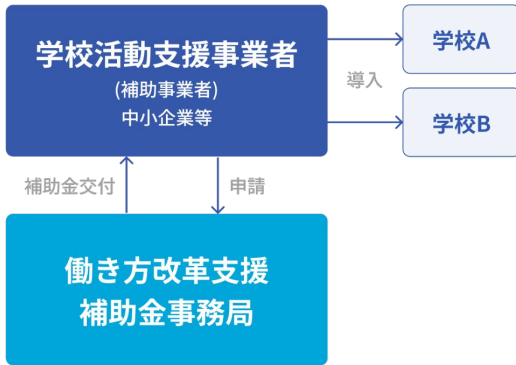 学校活動支援事業者
(補助事業者)
中小企業等
導入
学校A
学校B
補助金交付
申請
働き方改革支援
補助金事務局